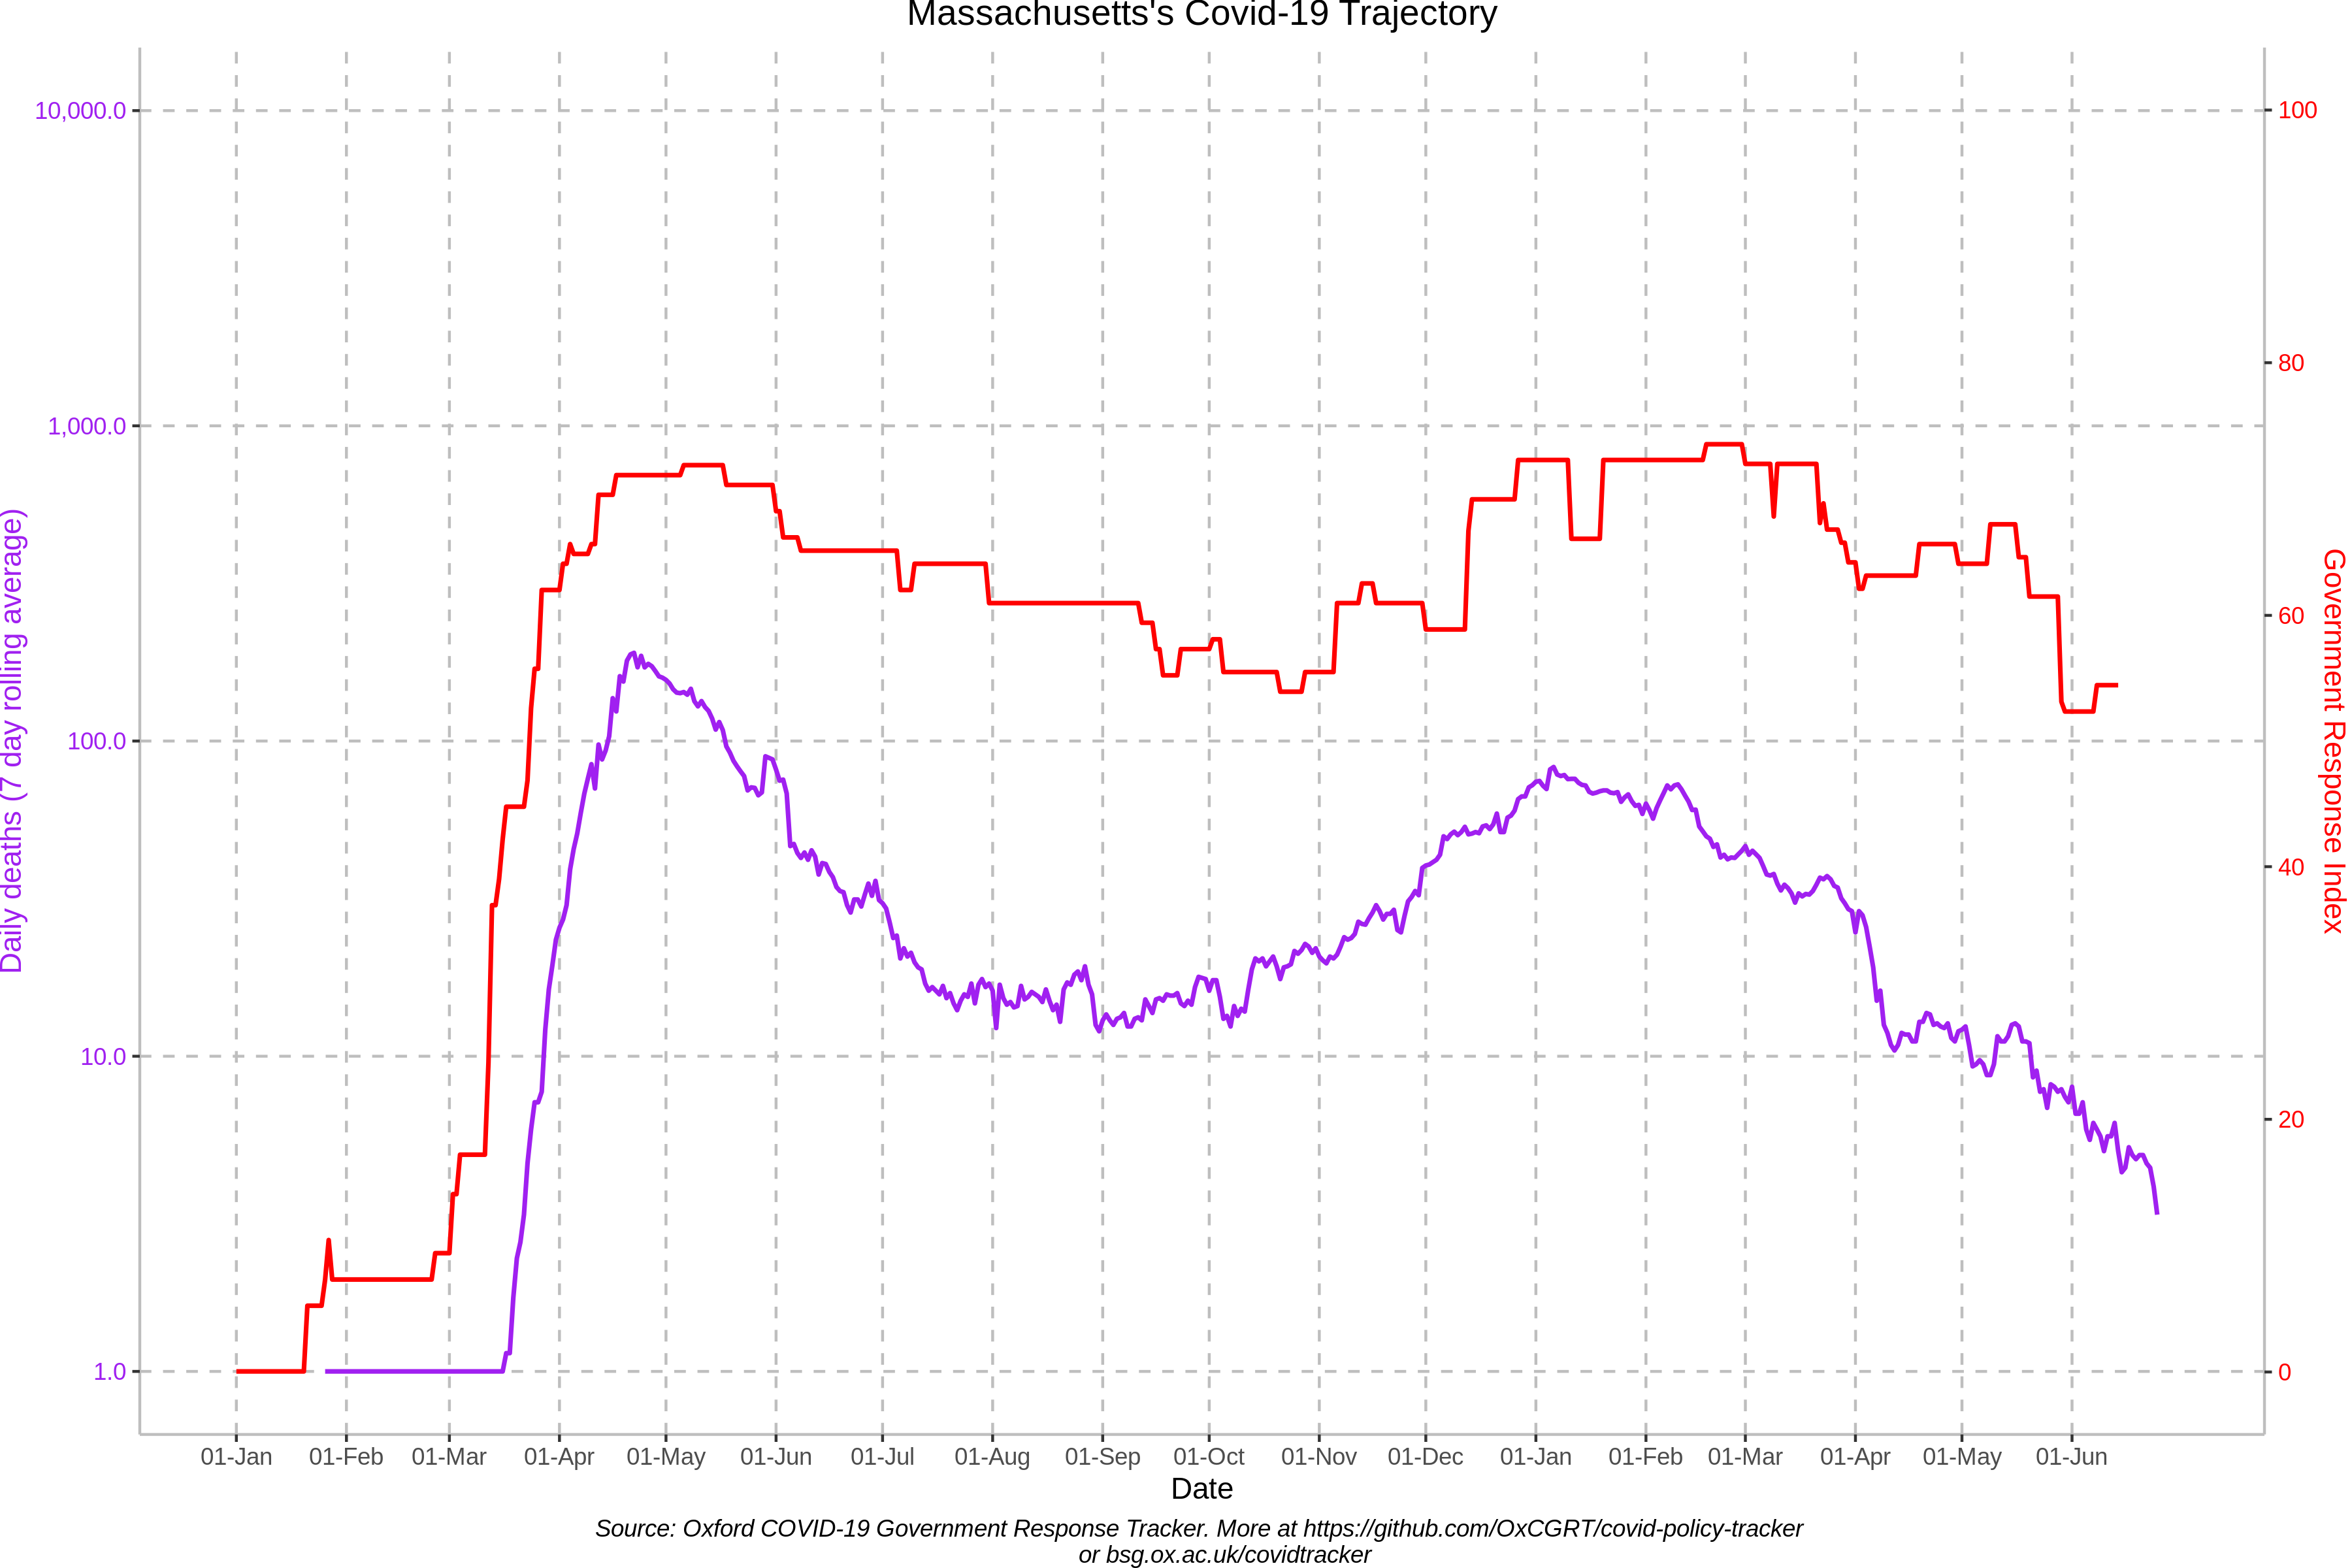 Massachusetts's Covid-19 Trajectory
Daily deaths (7 day rolling average)
10,000.0
1,000.0
100.0
10.0
1.0
100
80
60
40
20
0
Government Response Index
01-Jan 01-Feb 01-Mar 01-Apr 01-May 01-Jun 01-Jul 01-Aug 01-Sep 01-Oct 01-Nov 01-Dec 01-Jan 01-Feb 01-Mar 01-Apr 01-May 01-Jun
Date
Source: Oxford COVID-19 Government Response Tracker. More at https://github.com/OxCGRT/covid-policy-tracker
or bsg.ox.ac.uk/covidtracker